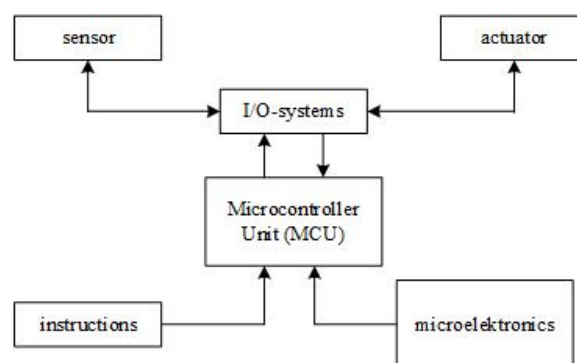 sensor
actuator
I/O-systems
Microcontroller
Unit (MCU)
instructions
microelektronics